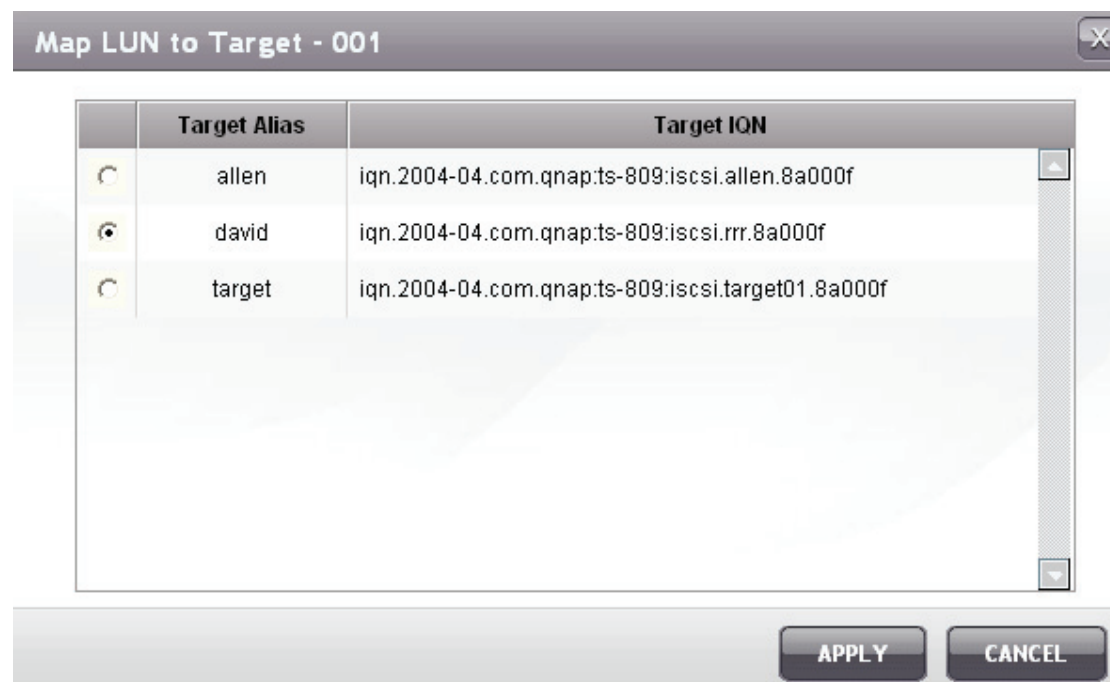 Map LUN to Target - 001
X
Target Alias Target IQN
allen iqn.2004-04.com.qnap:ts-809:iscsi.allen.8a000f
david iqn.2004-04.com.qnap:ts-809:iscsi.rrr.8a000f
target iqn.2004-04.com.qnap:ts-809:iscsi.target01.8a000f
APPLY CANCEL